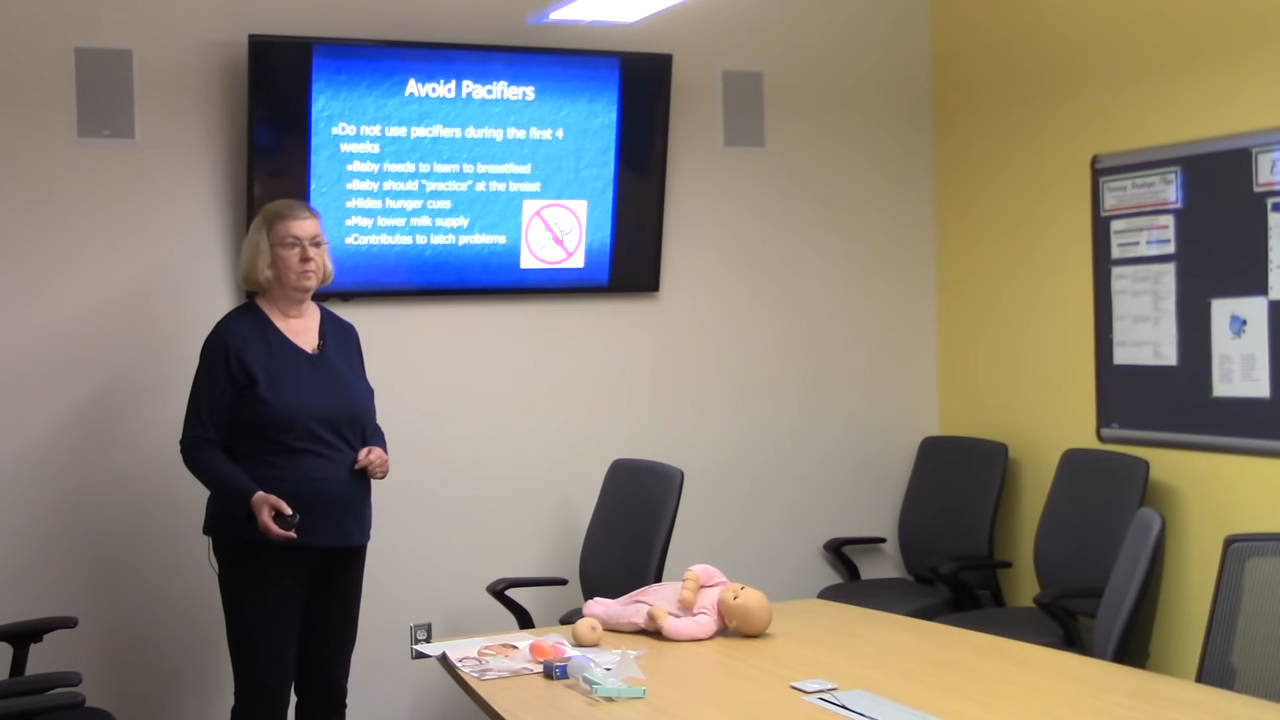 Avoid Pacifiers
▪Do not use pacifiers during the first 4
weeks
▪Baby needs to learn to breastfeed
▪Baby should "practice" at the breast
▪Hides hunger cues
▪May lower milk supply
▪Contributes to latch problems